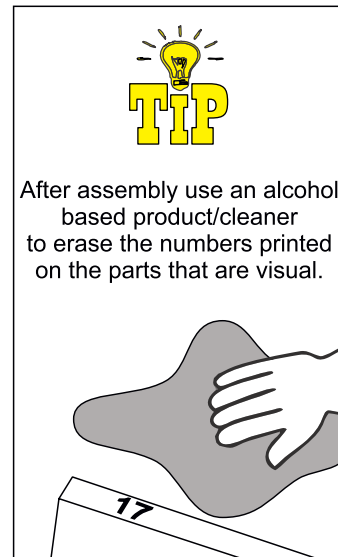 TIP
After assembly use an alcohol
based product/cleaner
to erase the numbers printed
on the parts that are visual.
17